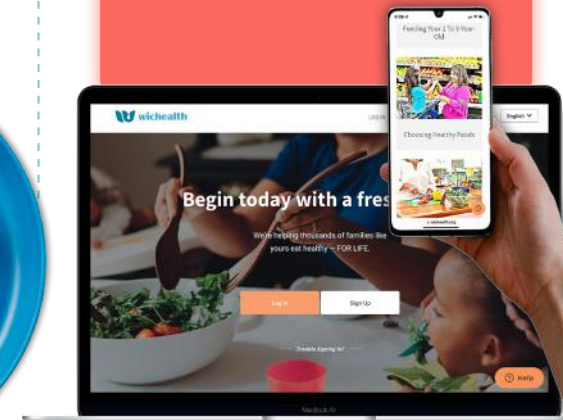 wichealth
English
Begin today with a fres
We're helping thousands of families like
yours eat healthy — FOR LIFE.
Log In
Sign Up
Trouble Signing In?
Help
MacBook Air
Feeding Your 2 To 5 Year-
Old
Choosing Healthy Foods